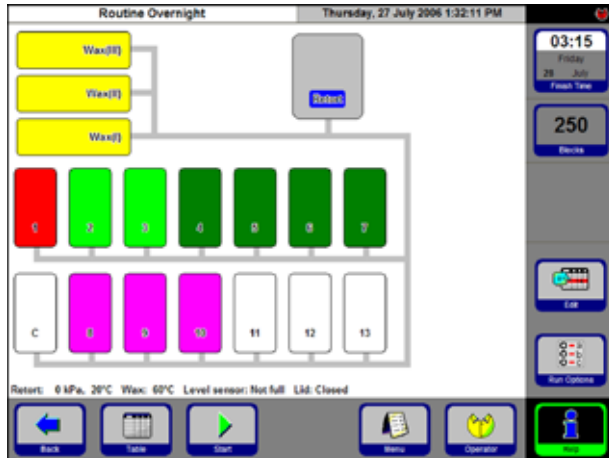 Routine Overnight
Thursday, 27 July 2006 1:32:11 PM
03:15
Friday
28 July
Finish Time
250
Blocks
Wax(III)
Wax(II)
Wax(I)
Retort
1 2 3 4 5 6 7
C 8 9 10 11 12 13
Edit
Run Options
Retort: 0 kPa, 20°C Wax: 60°C Level sensor: Not full Lid: Closed
Back
Table
Start
Menu
Operator
Help